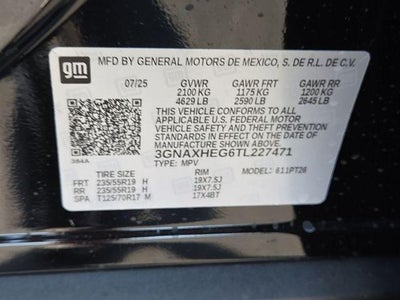 gm
MFD BY GENERAL MOTORS DE MEXICO, S. DE R.L. DE C.V.
07/25 GVWR GAWR FRT GAWR RR
2100 KG 1175 KG 1200 KG
4629 LB 2590 LB 2645 LB
THIS VEHICLE CONFORMS TO ALL
APPLICABLE U.S. FEDERAL MOTOR
VEHICLE SAFETY, BUMPER, AND THEFT
PREVENTION STANDARDS IN EFFECT ON
THE DATE OF MANUFACTURE SHOWN ABOVE.
384A
3GNAXHEG6TL227471
TYPE: MPV MODEL: 611PT26
TIRE SIZE RIM
FRT 235/55R19 H 19X7.5J
RR 235/55R19 H 19X7.5J
SPA T125/70R17 M 17X4BT